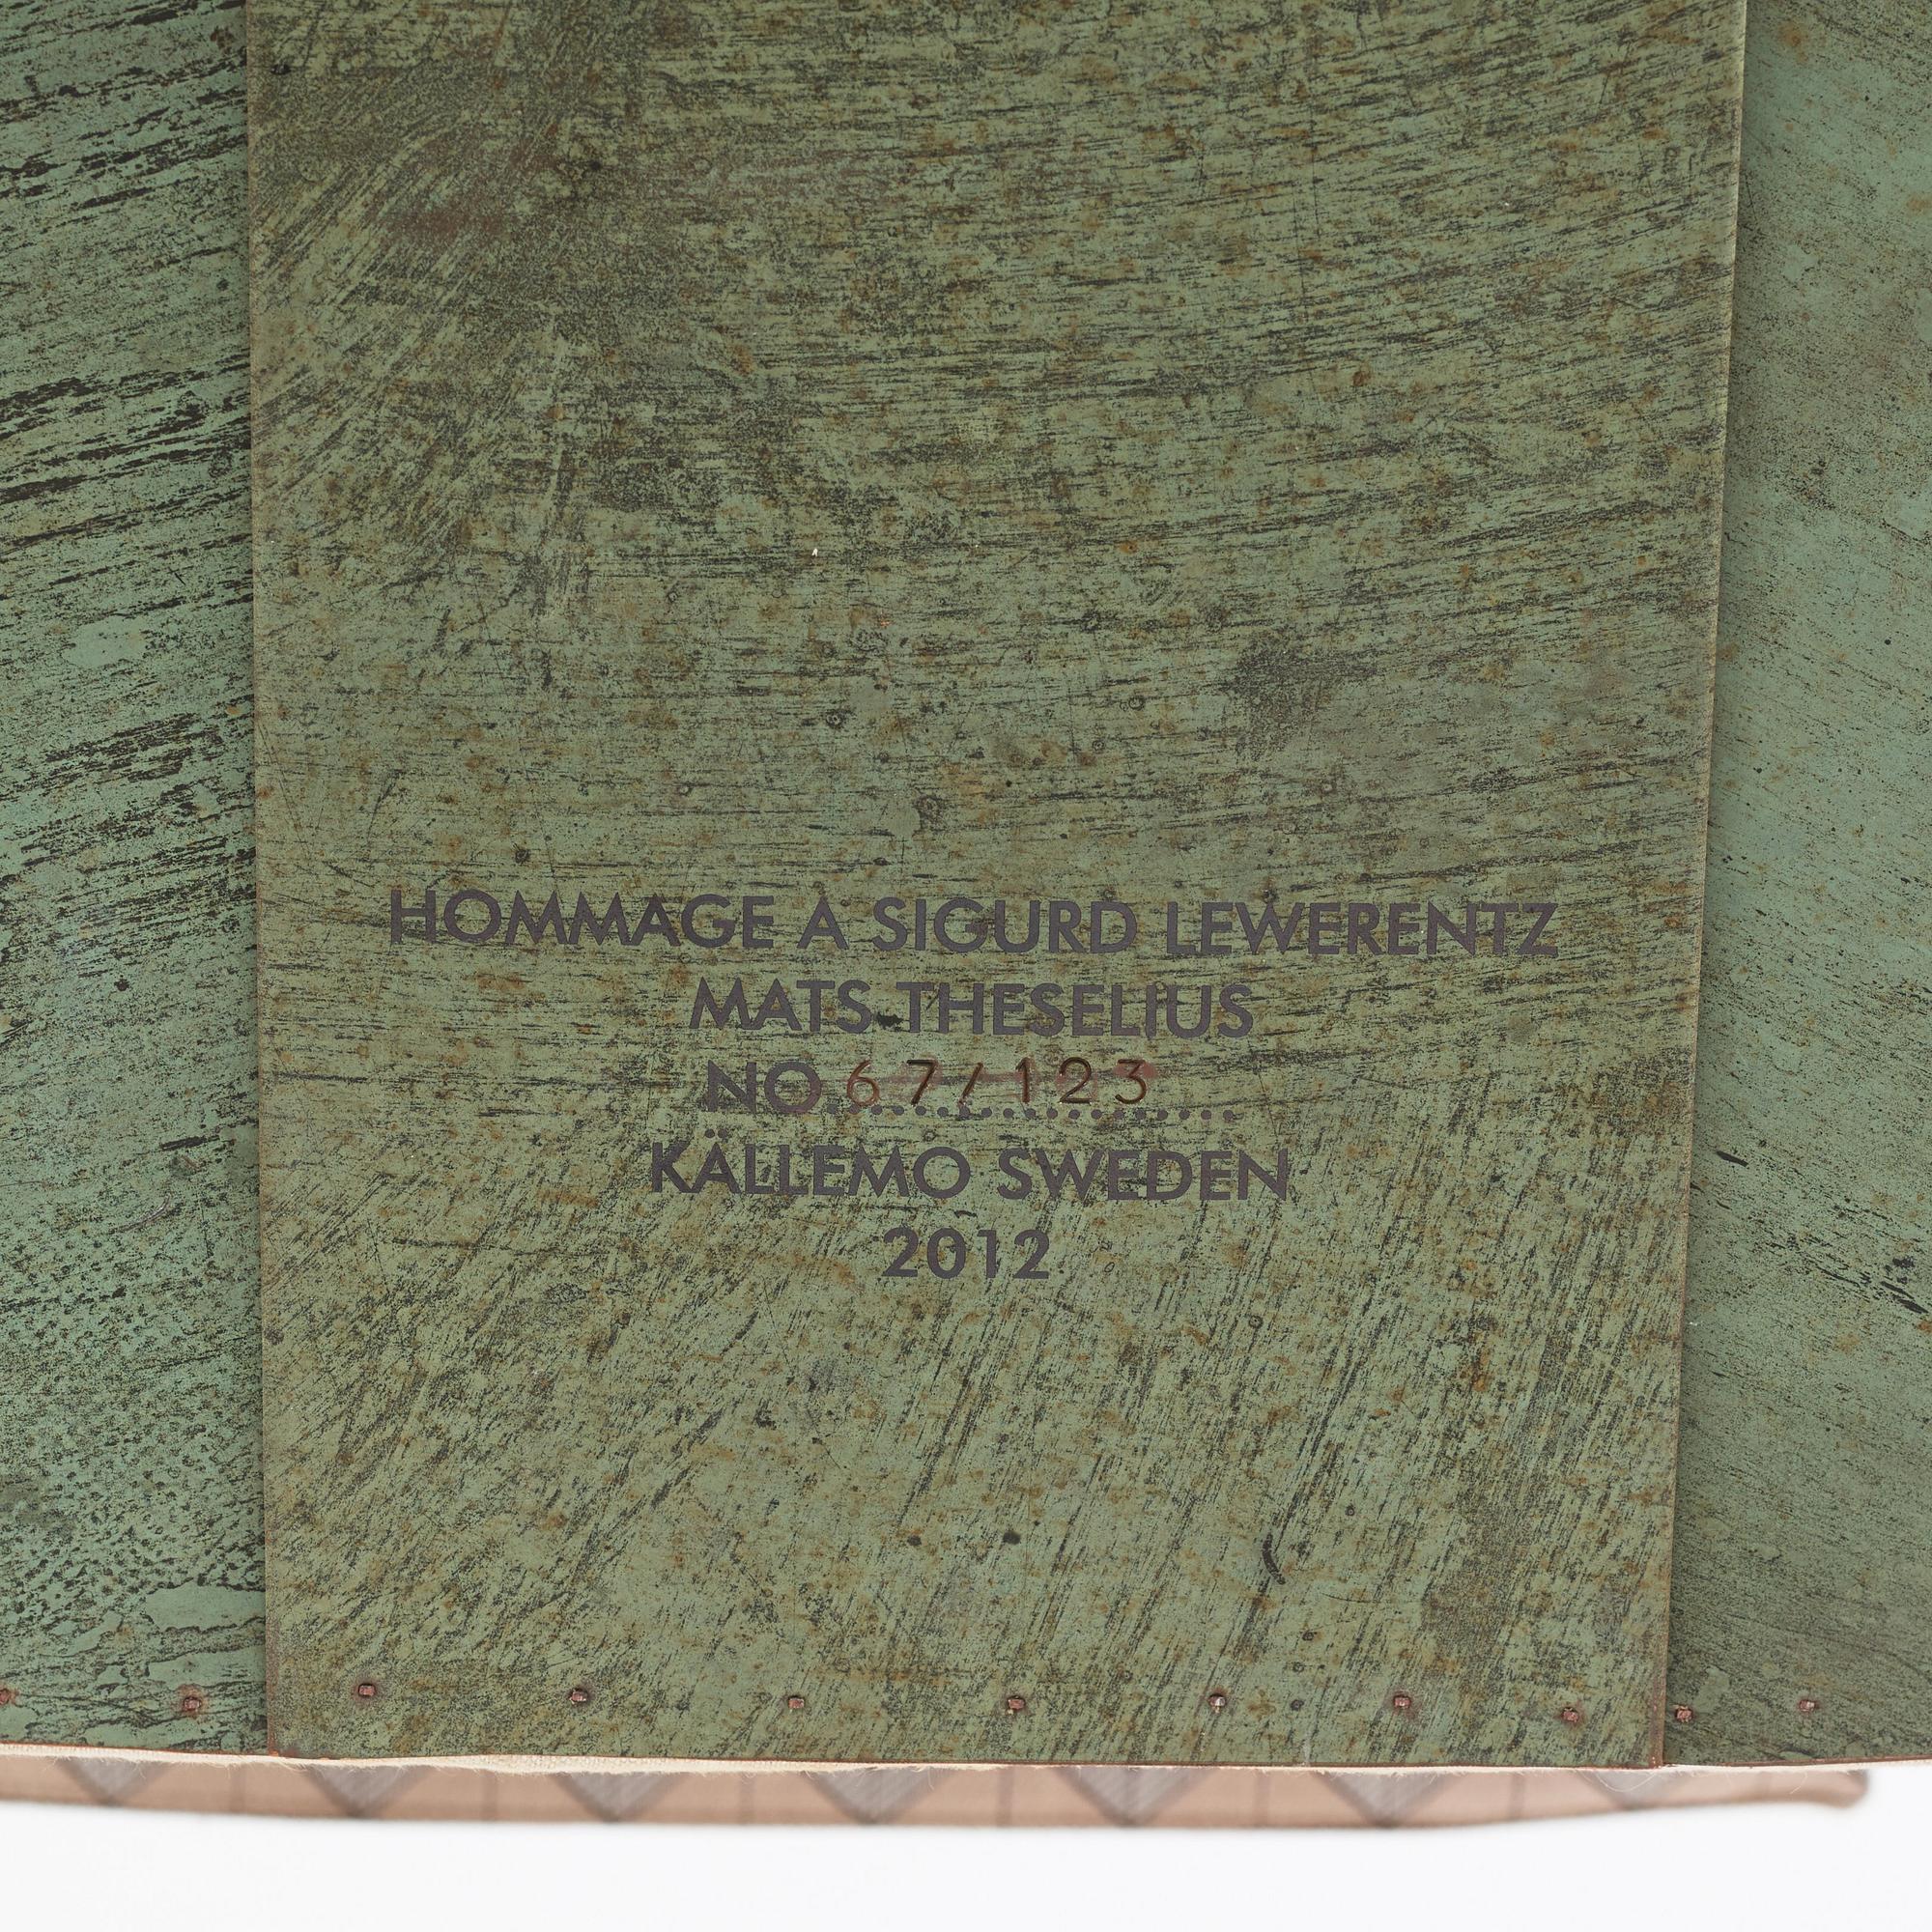 HOMMAGE A SIGURD LEWERENTZ
MATS THESELIUS
NO 67/123
KÄLLEMO SWEDEN
2012